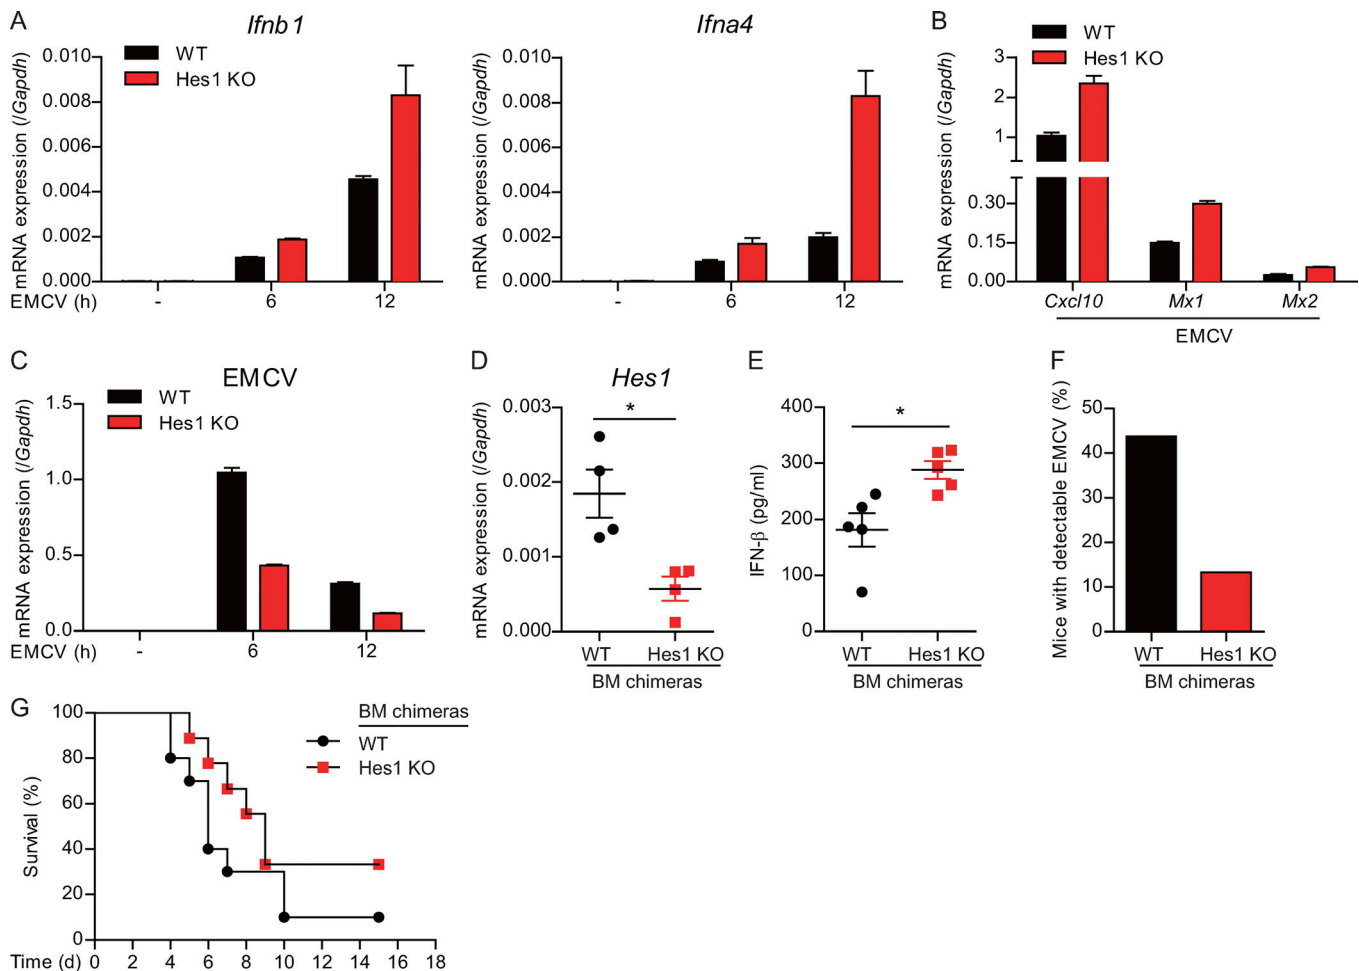 A
Ifnb1
WT
Hes1 KO
mRNA expression (/Gapdh)
0.010
0.008
0.006
0.004
0.002
0.000
EMCV (h)
-
6
12
Ifna4
mRNA expression (/Gapdh)
0.010
0.008
0.006
0.004
0.002
0.000
-
6
12
B
WT
Hes1 KO
mRNA expression (/Gapdh)
3
2
1
0.30
0.15
0.00
Cxcl10 Mx1 Mx2
EMCV
C
EMCV
WT
Hes1 KO
mRNA expression (/Gapdh)
1.5
1.0
0.5
0.0
EMCV (h)
-
6
12
D
Hes1
mRNA expression (/Gapdh)
0.003
0.002
0.001
0.000
*
WT Hes1 KO
BM chimeras
E
IFN-β (pg/ml)
400
300
200
100
0
*
WT Hes1 KO
BM chimeras
F
Mice with detectable EMCV (%)
50
40
30
20
10
0
WT Hes1 KO
BM chimeras
G
BM chimeras
WT
Hes1 KO
Survival (%)
100
80
60
40
20
0
Time (d) 0 2 4 6 8 10 12 14 16 18